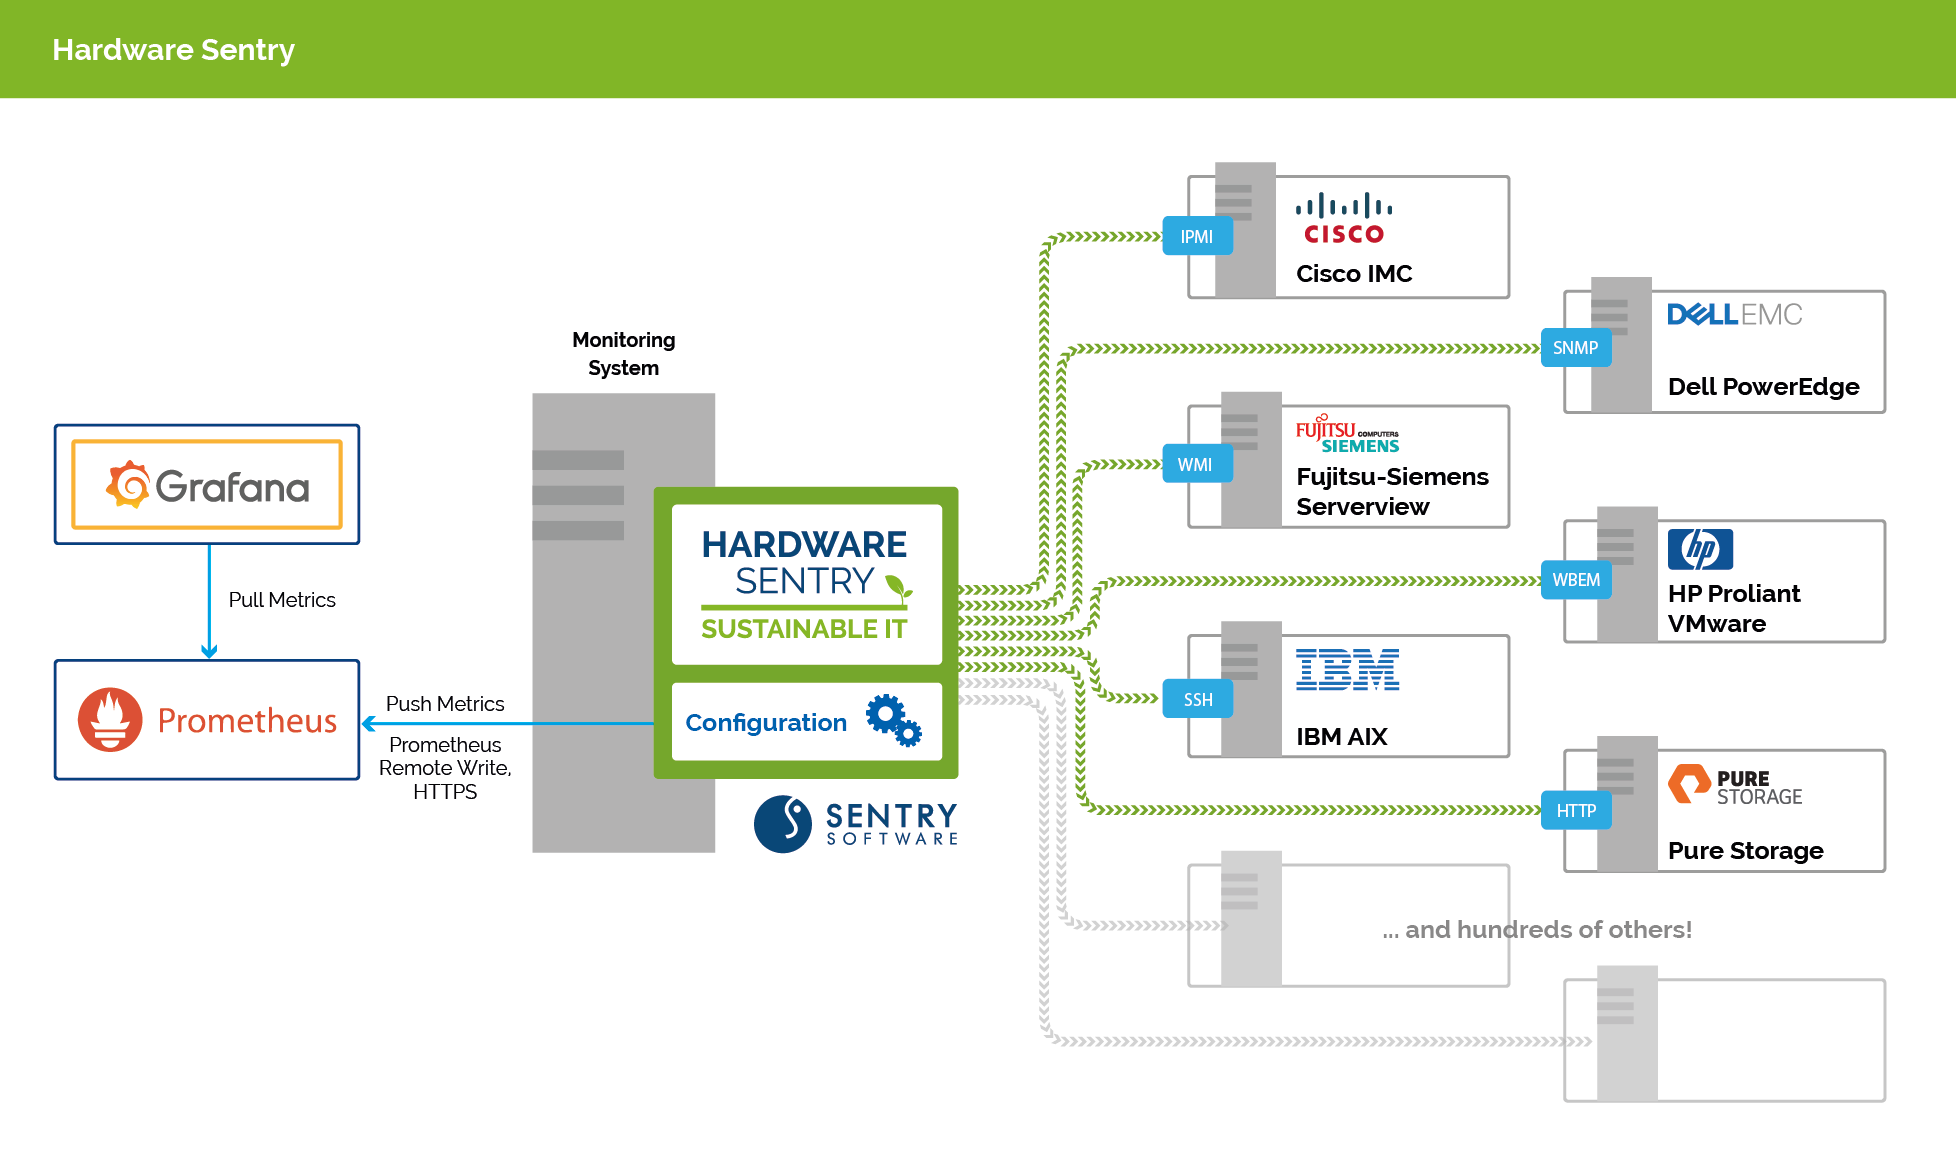 Hardware Sentry
Monitoring
System
Grafana
Pull Metrics
Prometheus
Push Metrics
Prometheus
Remote Write,
HTTPS
HARDWARE
SENTRY
SUSTAINABLE IT
Configuration
SENTRY
SOFTWARE
IPMI
CISCO
Cisco IMC
SNMP
DELL EMC
Dell PowerEdge
WMI
FUJITSU COMPUTERS
SIEMENS
Fujitsu-Siemens
Serverview
WBEM
hp
HP Proliant
VMware
SSH
IBM
IBM AIX
HTTP
PURE
STORAGE
Pure Storage
... and hundreds of others!